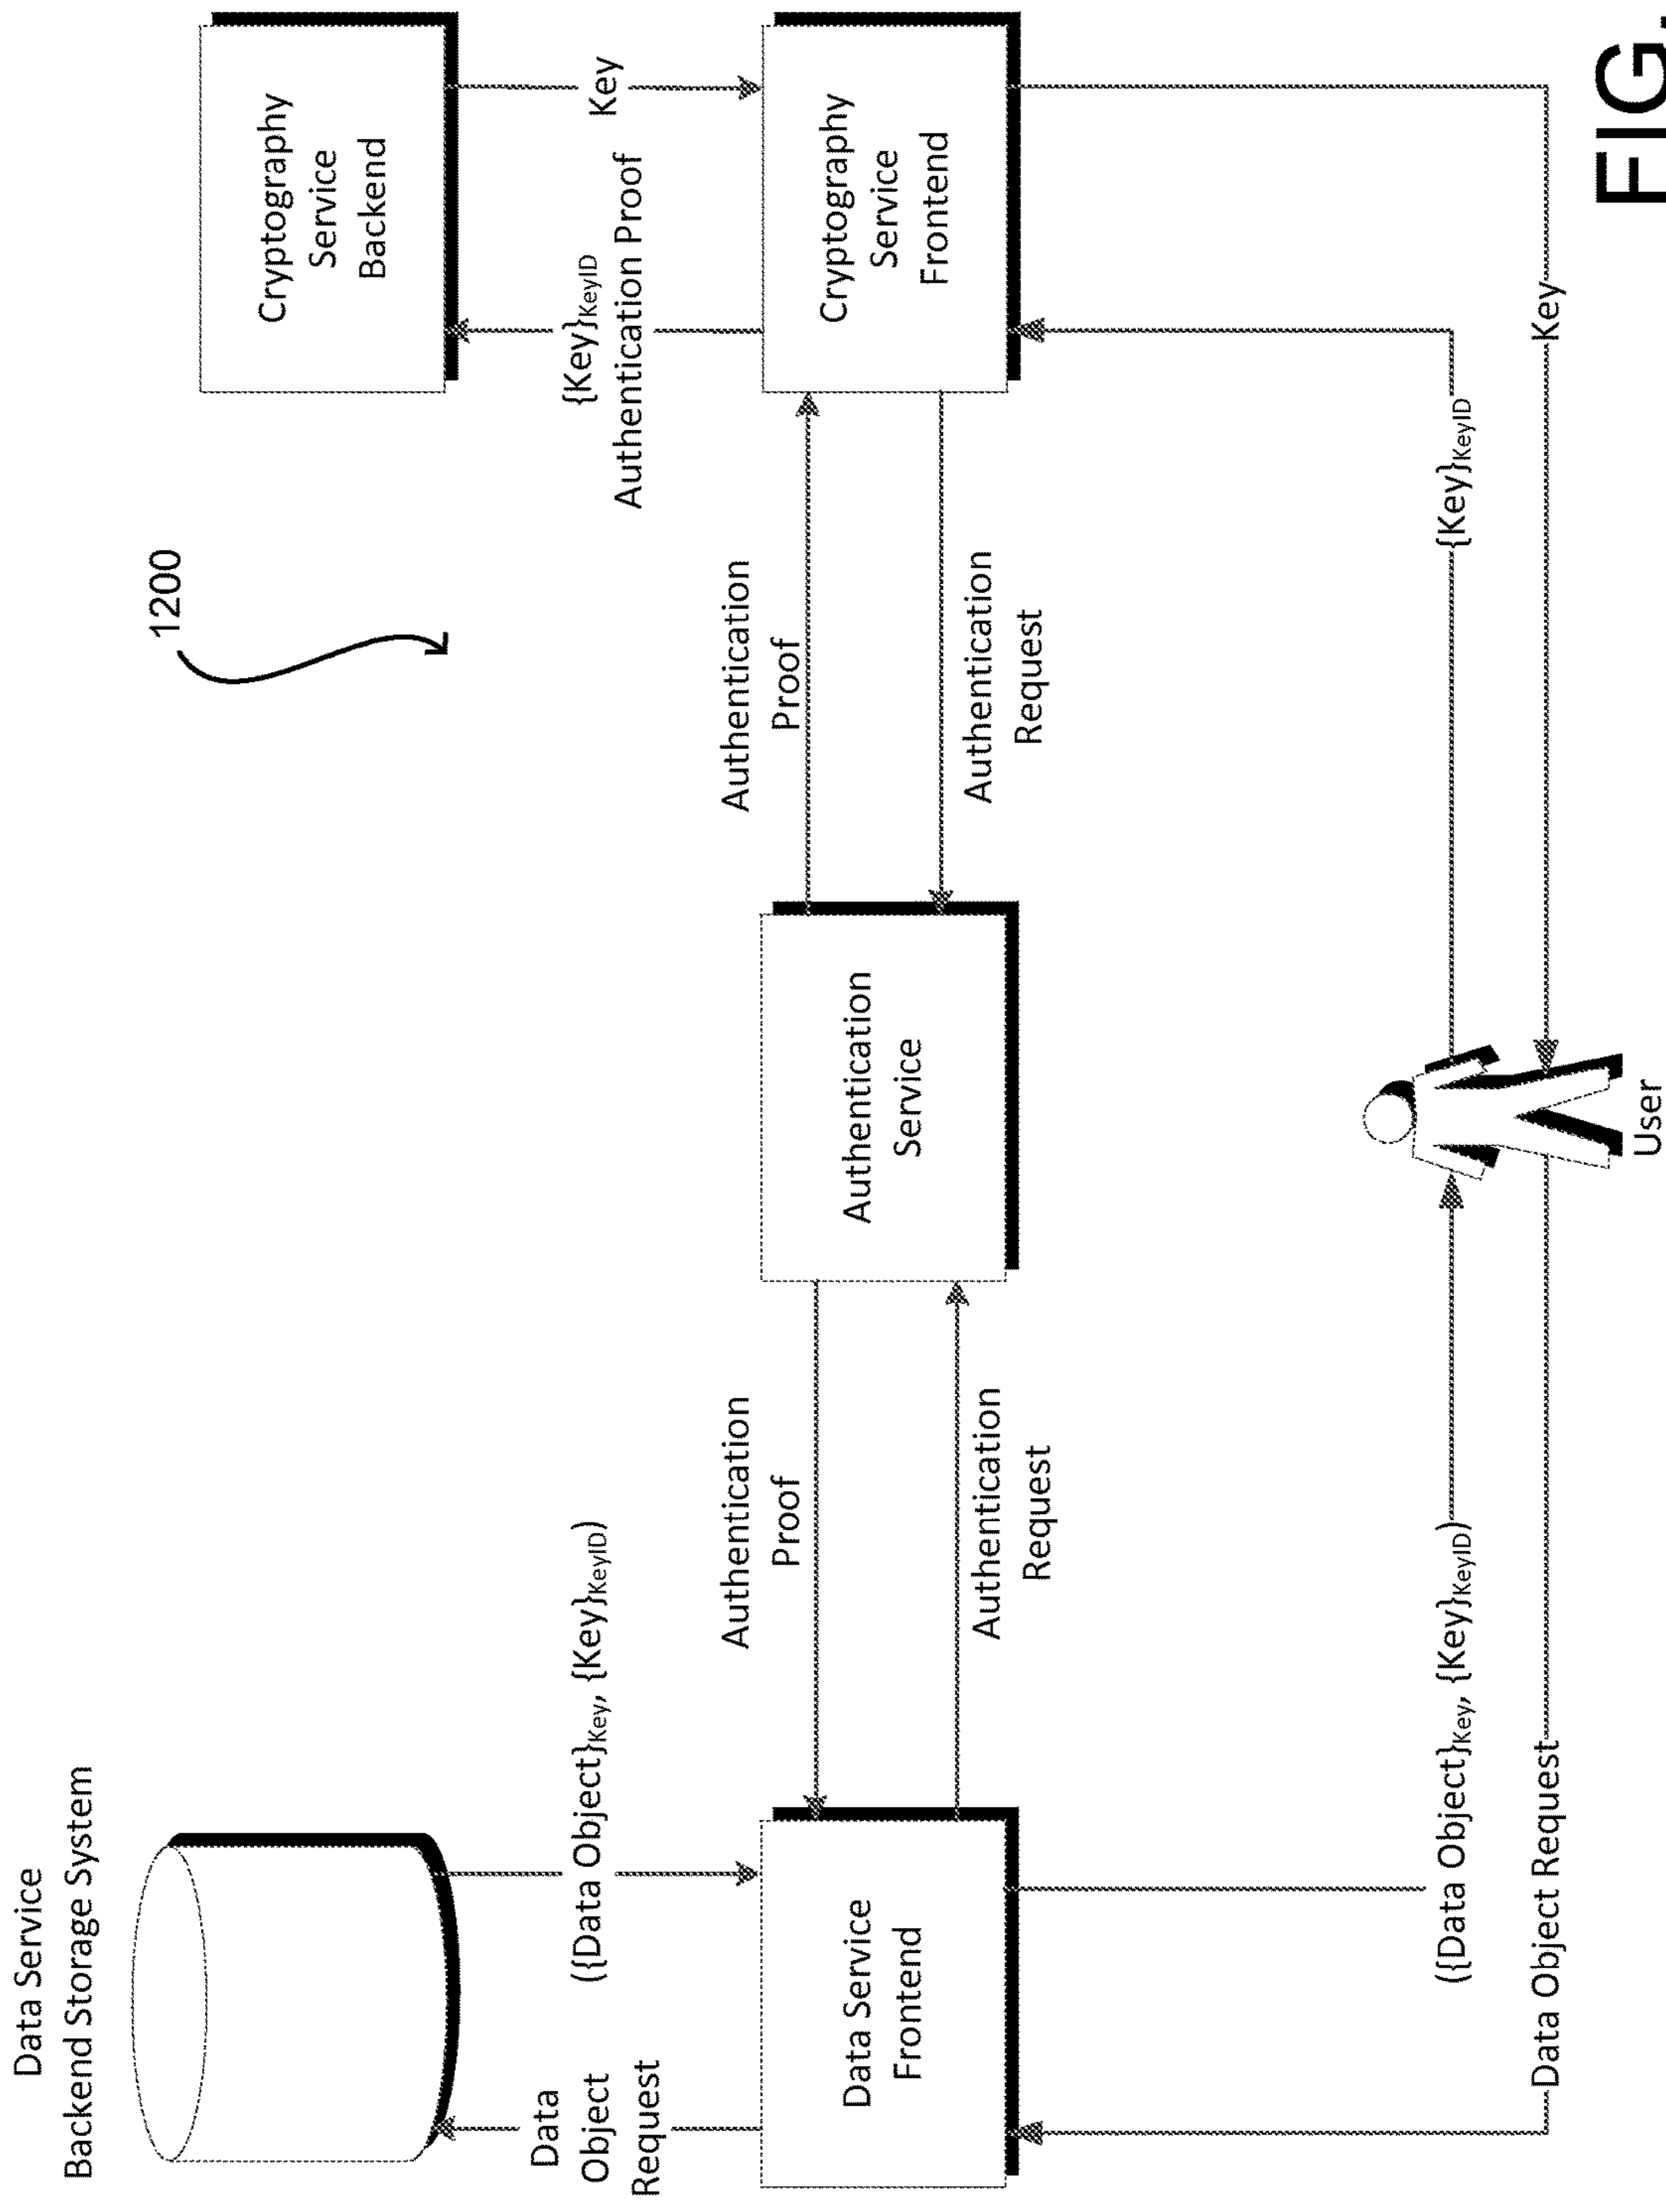 1200
Data Service
Backend Storage System
Cryptography
Service
Backend
Data
Object
Request
({Data Object}Key, {Key}KeyID)
{Key}KeyID
Authentication Proof
Key
Authentication
Proof
Authentication
Proof
Data Service
Frontend
Authentication
Service
Cryptography
Service
Frontend
Authentication
Request
Authentication
Request
({Data Object}Key, {Key}KeyID)
{Key}KeyID
Data Object Request
Key
User
FIG.